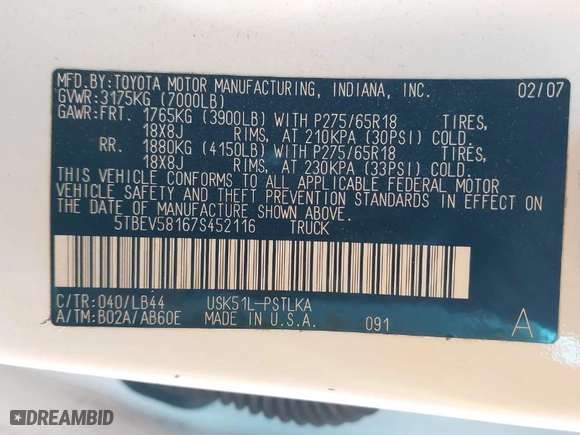 MFD.BY: TOYOTA MOTOR MANUFACTURING, INDIANA, INC. 02/07
GVWR: 3175KG (7000LB)
GAWR: FRT. 1765KG (3900LB) WITH P275/65R18 TIRES,
18X8J RIMS, AT 210KPA (30PSI) COLD.
RR. 1880KG (4150LB) WITH P275/65R18 TIRES,
18X8J RIMS, AT 230KPA (33PSI) COLD.
THIS VEHICLE CONFORMS TO ALL APPLICABLE FEDERAL MOTOR
VEHICLE SAFETY AND THEFT PREVENTION STANDARDS IN EFFECT ON
THE DATE OF MANUFACTURE SHOWN ABOVE.
5TBEV58167S452116 TRUCK
C/TR: 040/LB44 USK51L-PSTLKA
A/TM: B02A/AB60E MADE IN U.S.A. 091 A
DREAMBID